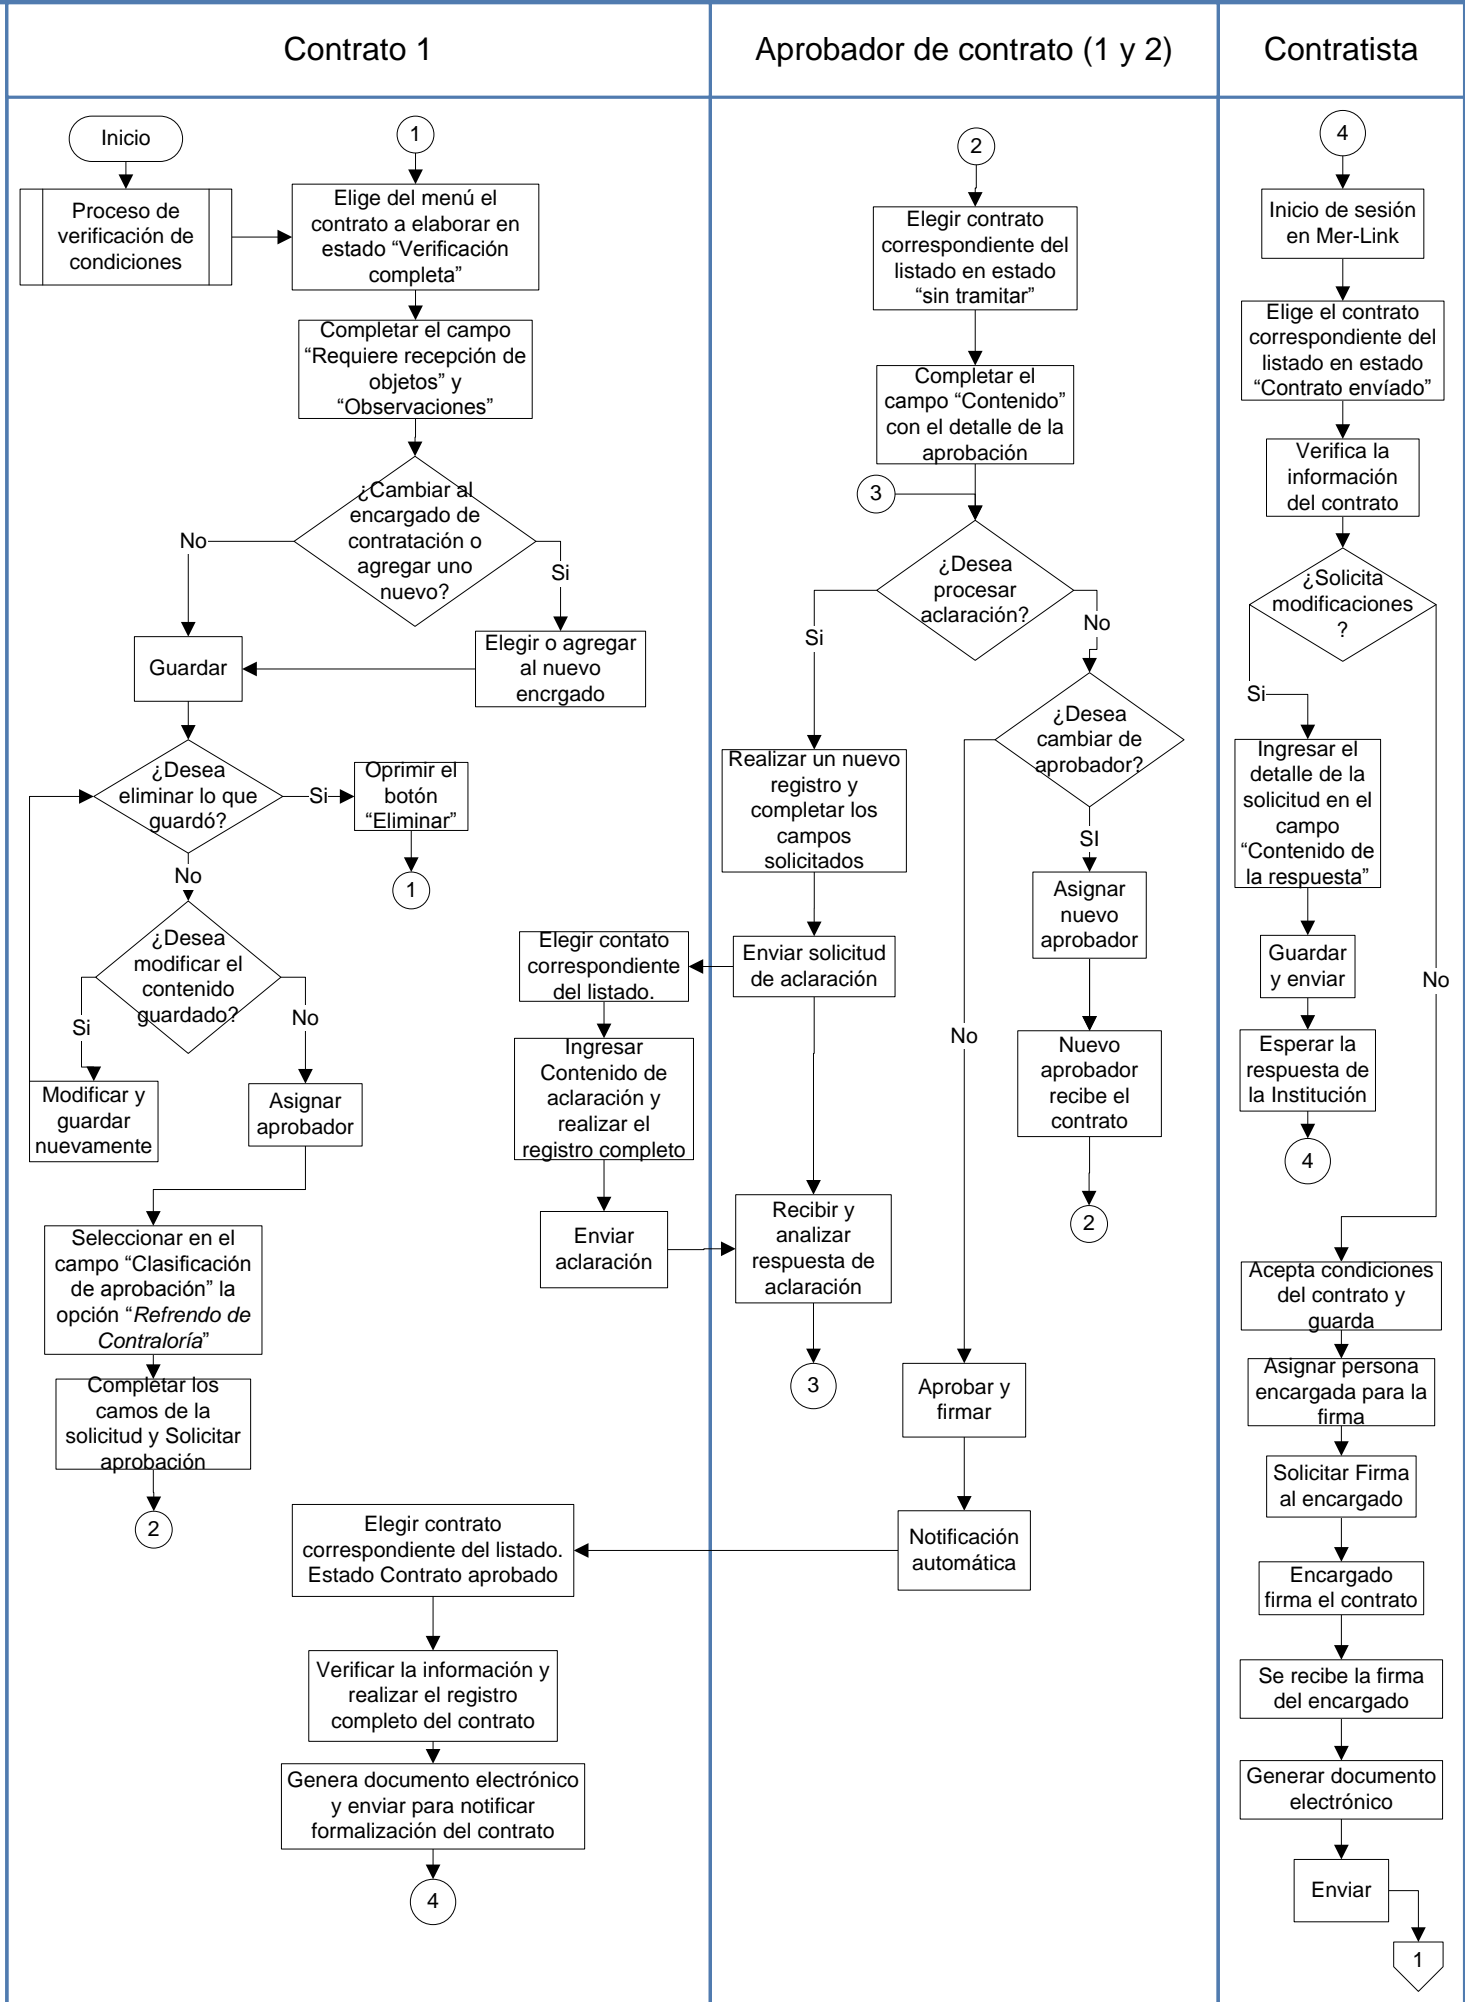 Contrato 1
Aprobador de contrato (1 y 2)
Contratista
Inicio
Proceso de
verificación de
condiciones
1
Elige del menú el
contrato a elaborar en
estado “Verificación
completa”
Completar el campo
“Requiere recepción de
objetos” y
“Observaciones”
¿Cambiar al
encargado de
contratación o
agregar uno
nuevo?
No
Si
Guardar
Elegir o agregar
al nuevo
encrgado
¿Desea
eliminar lo que
guardó?
Si
Oprimir el
botón
“Eliminar”
1
No
¿Desea
modificar el
contenido
guardado?
Si
No
Modificar y
guardar
nuevamente
Asignar
aprobador
Seleccionar en el
campo “Clasificación
de aprobación” la
opción “Refrendo de
Contraloría”
Completar los
camos de la
solicitud y Solicitar
aprobación
2
Elegir contato
correspondiente
del listado.
Ingresar
Contenido de
aclaración y
realizar el
registro completo
Enviar
aclaración
Elegir contrato
correspondiente del listado.
Estado Contrato aprobado
Verificar la información y
realizar el registro
completo del contrato
Genera documento electrónico
y enviar para notificar
formalización del contrato
4
2
Elegir contrato
correspondiente del
listado en estado
“sin tramitar”
Completar el
campo “Contenido”
con el detalle de la
aprobación
3
¿Desea
procesar
aclaración?
Si
No
Realizar un nuevo
registro y
completar los
campos
solicitados
Enviar solicitud
de aclaración
Recibir y
analizar
respuesta de
aclaración
3
¿Desea
cambiar de
aprobador?
SI
No
Asignar
nuevo
aprobador
Nuevo
aprobador
recibe el
contrato
2
Aprobar y
firmar
Notificación
automática
4
Inicio de sesión
en Mer-Link
Elige el contrato
correspondiente del
listado en estado
“Contrato envíado”
Verifica la
información
del contrato
¿Solicita
modificaciones
?
Si
No
Ingresar el
detalle de la
solicitud en el
campo
“Contenido de
la respuesta”
Guardar
y enviar
Esperar la
respuesta de
la Institución
4
Acepta condiciones
del contrato y
guarda
Asignar persona
encargada para la
firma
Solicitar Firma
al encargado
Encargado
firma el contrato
Se recibe la firma
del encargado
Generar documento
electrónico
Enviar
1